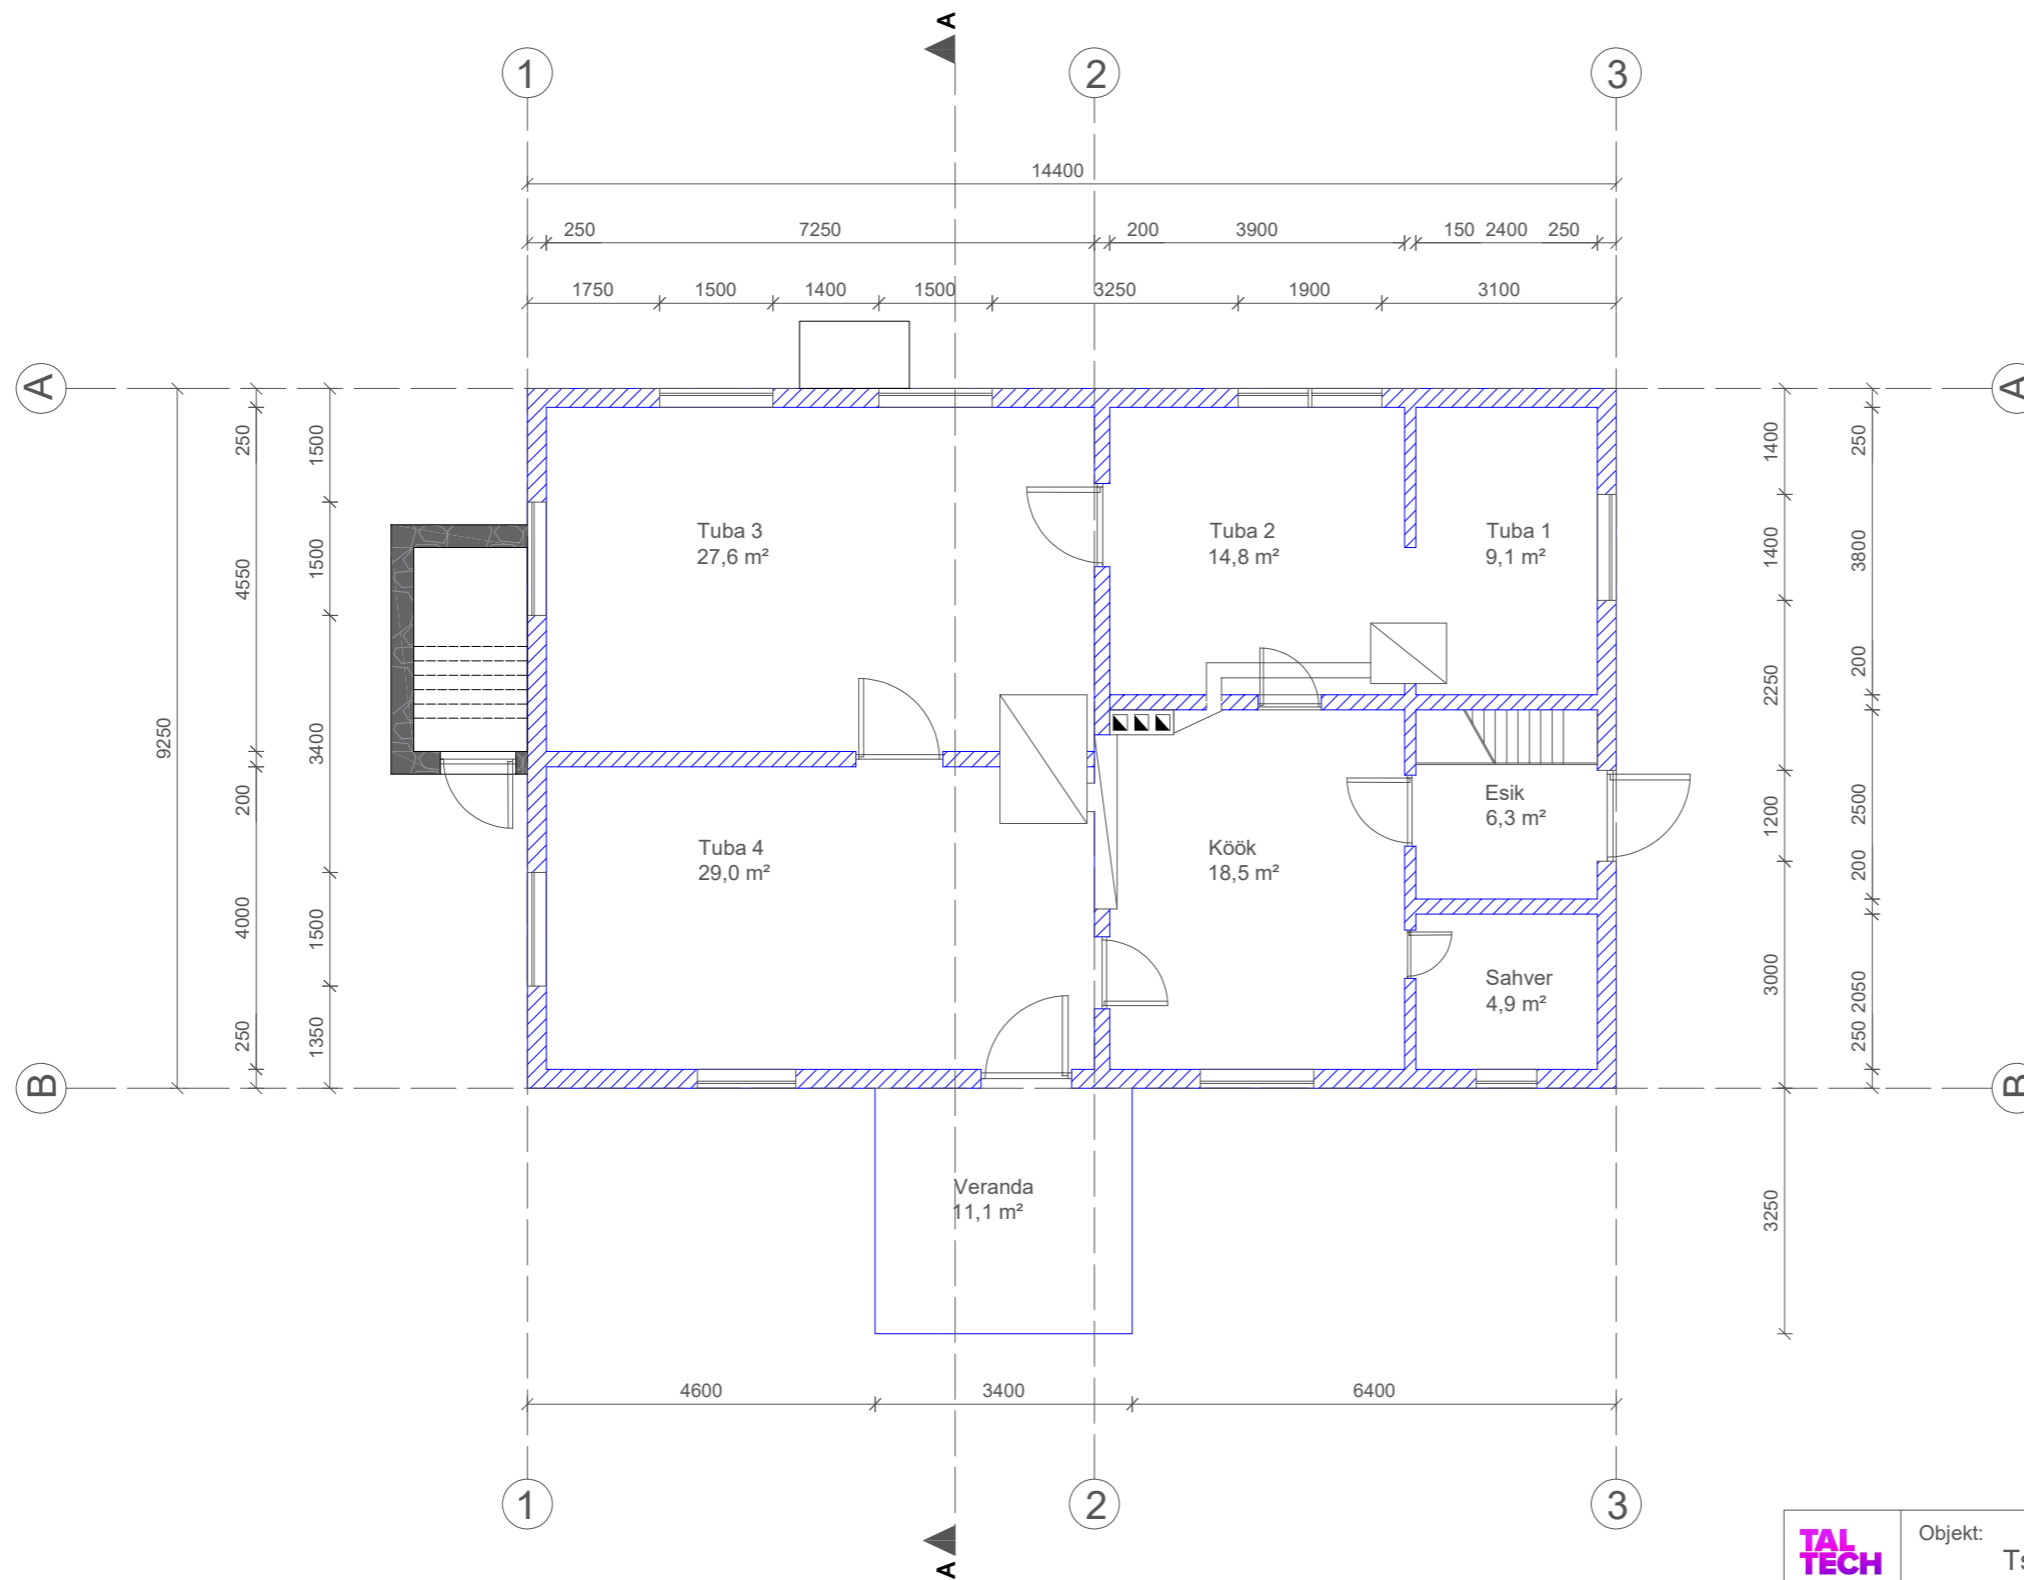 A
1 2 3
14400
250 7250 200 3900 150 2400 250
1750 1500 1400 1500 3250 1900 3100
A A
9250
250 4550 200 4000 250
1500 1500 3400 1500 1350
1400 1400 2250 1200 3000 3250
250 3800 200 2500 200 2050 250
Tuba 3
27,6 m²
Tuba 2
14,8 m²
Tuba 1
9,1 m²
Esik
6,3 m²
Tuba 4
29,0 m²
Köök
18,5 m²
Sahver
4,9 m²
B B
Veranda
11,1 m²
4600 3400 6400
1 2 3
A
TAL
TECH
Objekt: